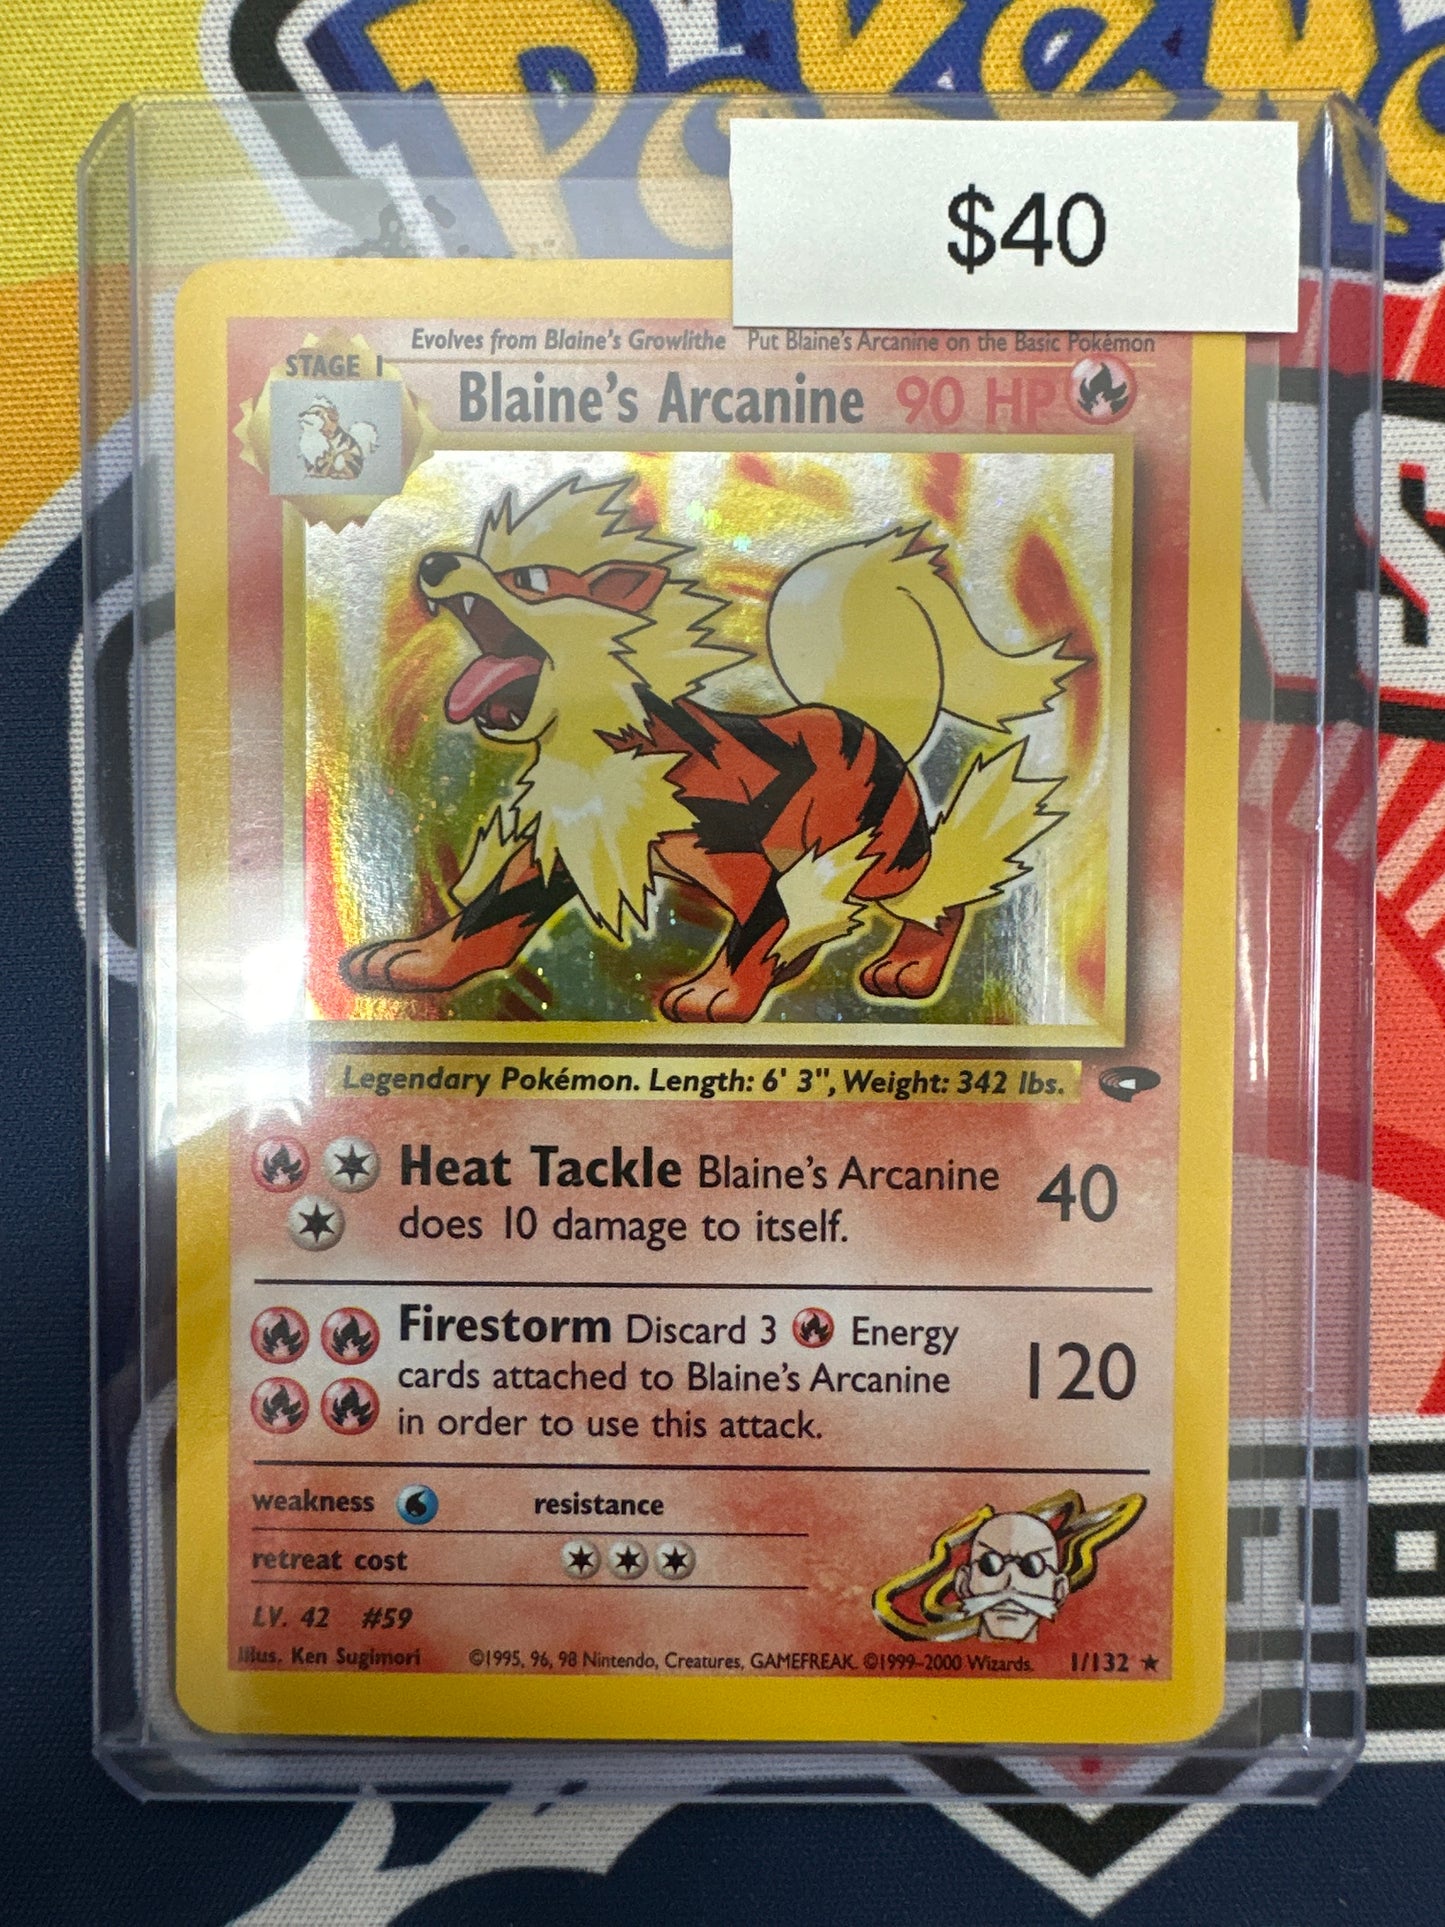 POKéMO
$40
Evolves from Blaine's Growlithe Put Blaine's Arcanine on the Basic Pokémon
STAGE 1
Blaine's Arcanine 90 HP
Legendary Pokémon. Length: 6' 3", Weight: 342 lbs.
Heat Tackle Blaine's Arcanine
does 10 damage to itself.
40
Firestorm Discard 3 Energy
cards attached to Blaine's Arcanine
in order to use this attack.
120
weakness resistance
retreat cost
LV. 42 #59
Illus. Ken Sugimori ©1995, 96, 98 Nintendo, Creatures, GAMEFREAK. ©1999-2000 Wizards. 1/132 ★